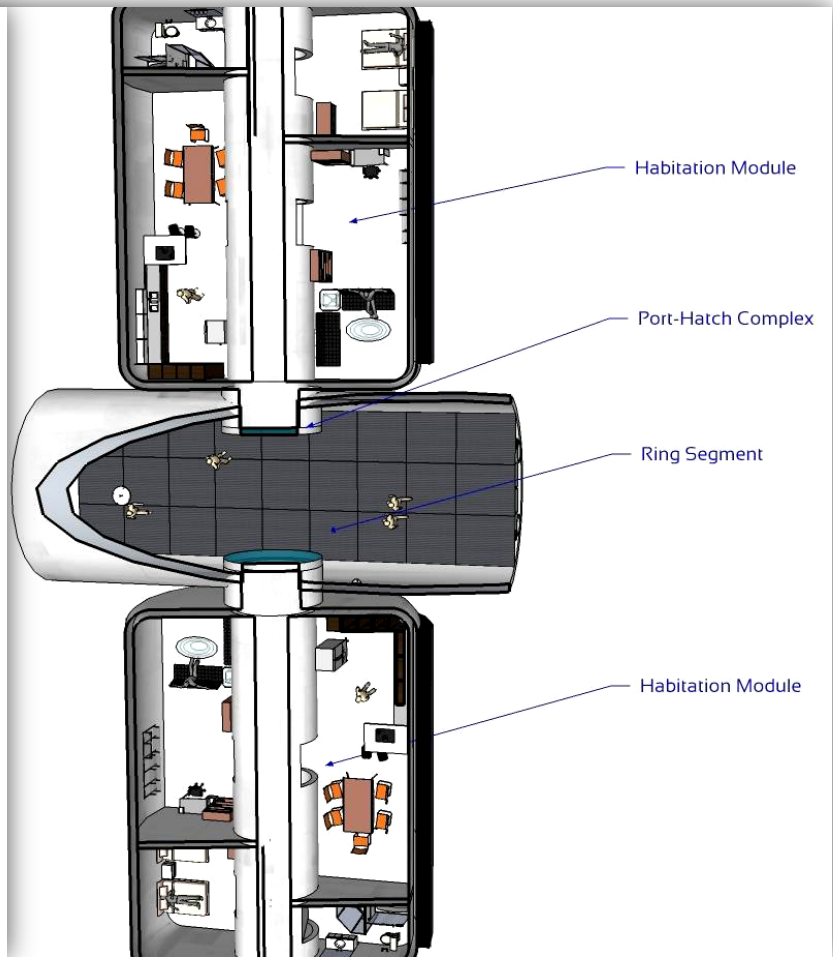 Habitation Module
Port-Hatch Complex
Ring Segment
Habitation Module